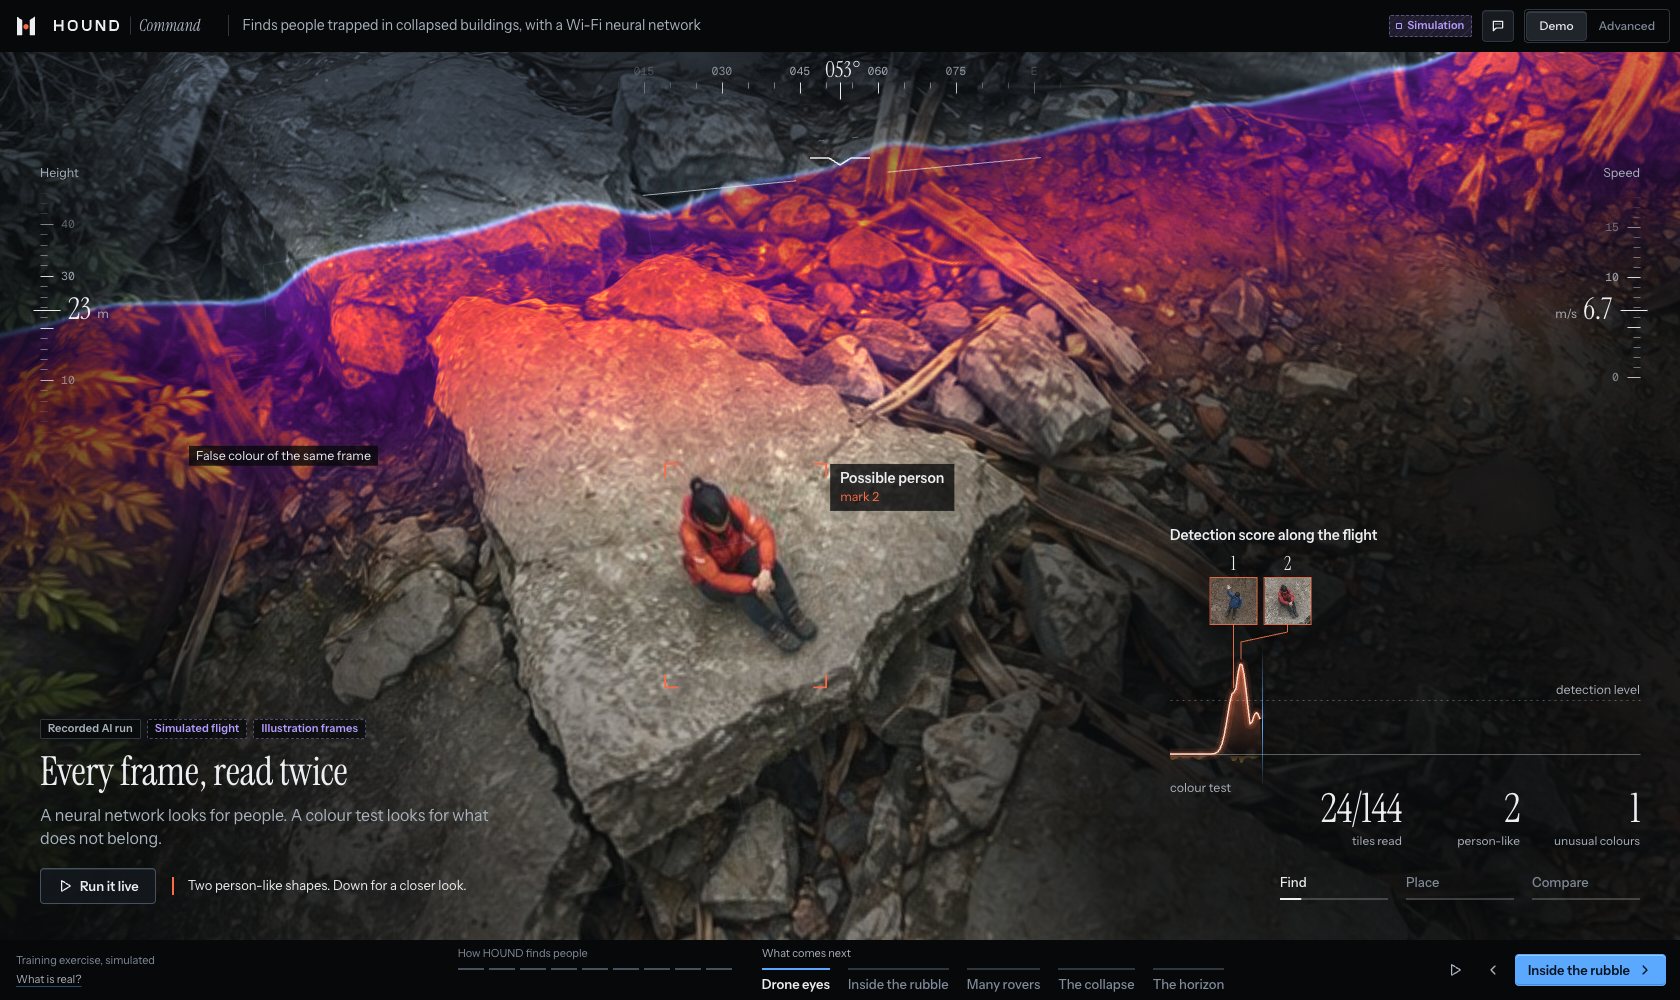 HOUND Command
Finds people trapped in collapsed buildings, with a Wi-Fi neural network
Simulation
Demo
Advanced
015 030 045 053° 060 075 E
Height
40
30
23 m
10
Speed
15
10
m/s 6.7
0
False colour of the same frame
Possible person
mark 2
Detection score along the flight
1 2
detection level
colour test
24/144
tiles read
2
person-like
1
unusual colours
Find
Place
Compare
Recorded AI run
Simulated flight
Illustration frames
Every frame, read twice
A neural network looks for people. A colour test looks for what
does not belong.
Run it live
Two person-like shapes. Down for a closer look.
Training exercise, simulated
What is real?
How HOUND finds people
What comes next
Drone eyes
Inside the rubble
Many rovers
The collapse
The horizon
Inside the rubble